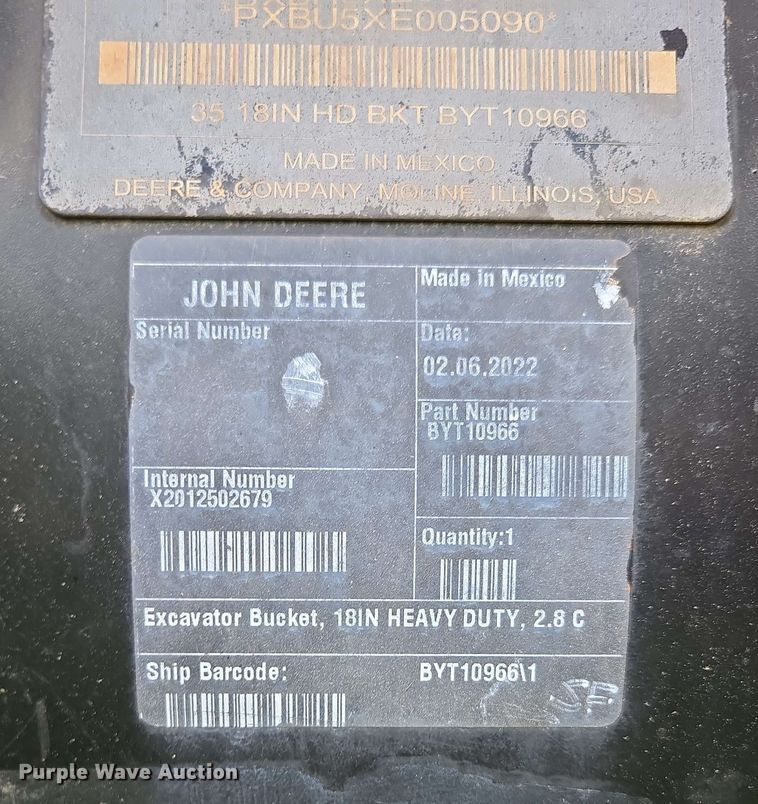 *PXBU5XE005090*
35 18IN HD BKT BYT10966
MADE IN MEXICO
DEERE & COMPANY, MOLINE, ILLINOIS, USA
JOHN DEERE
Made in Mexico
Serial Number
Date:
02.06.2022
Part Number
BYT10966
Internal Number
X2012502679
Quantity:1
Excavator Bucket, 18IN HEAVY DUTY, 2.8 C
Ship Barcode:
BYT10966\1
SF
Purple Wave Auction